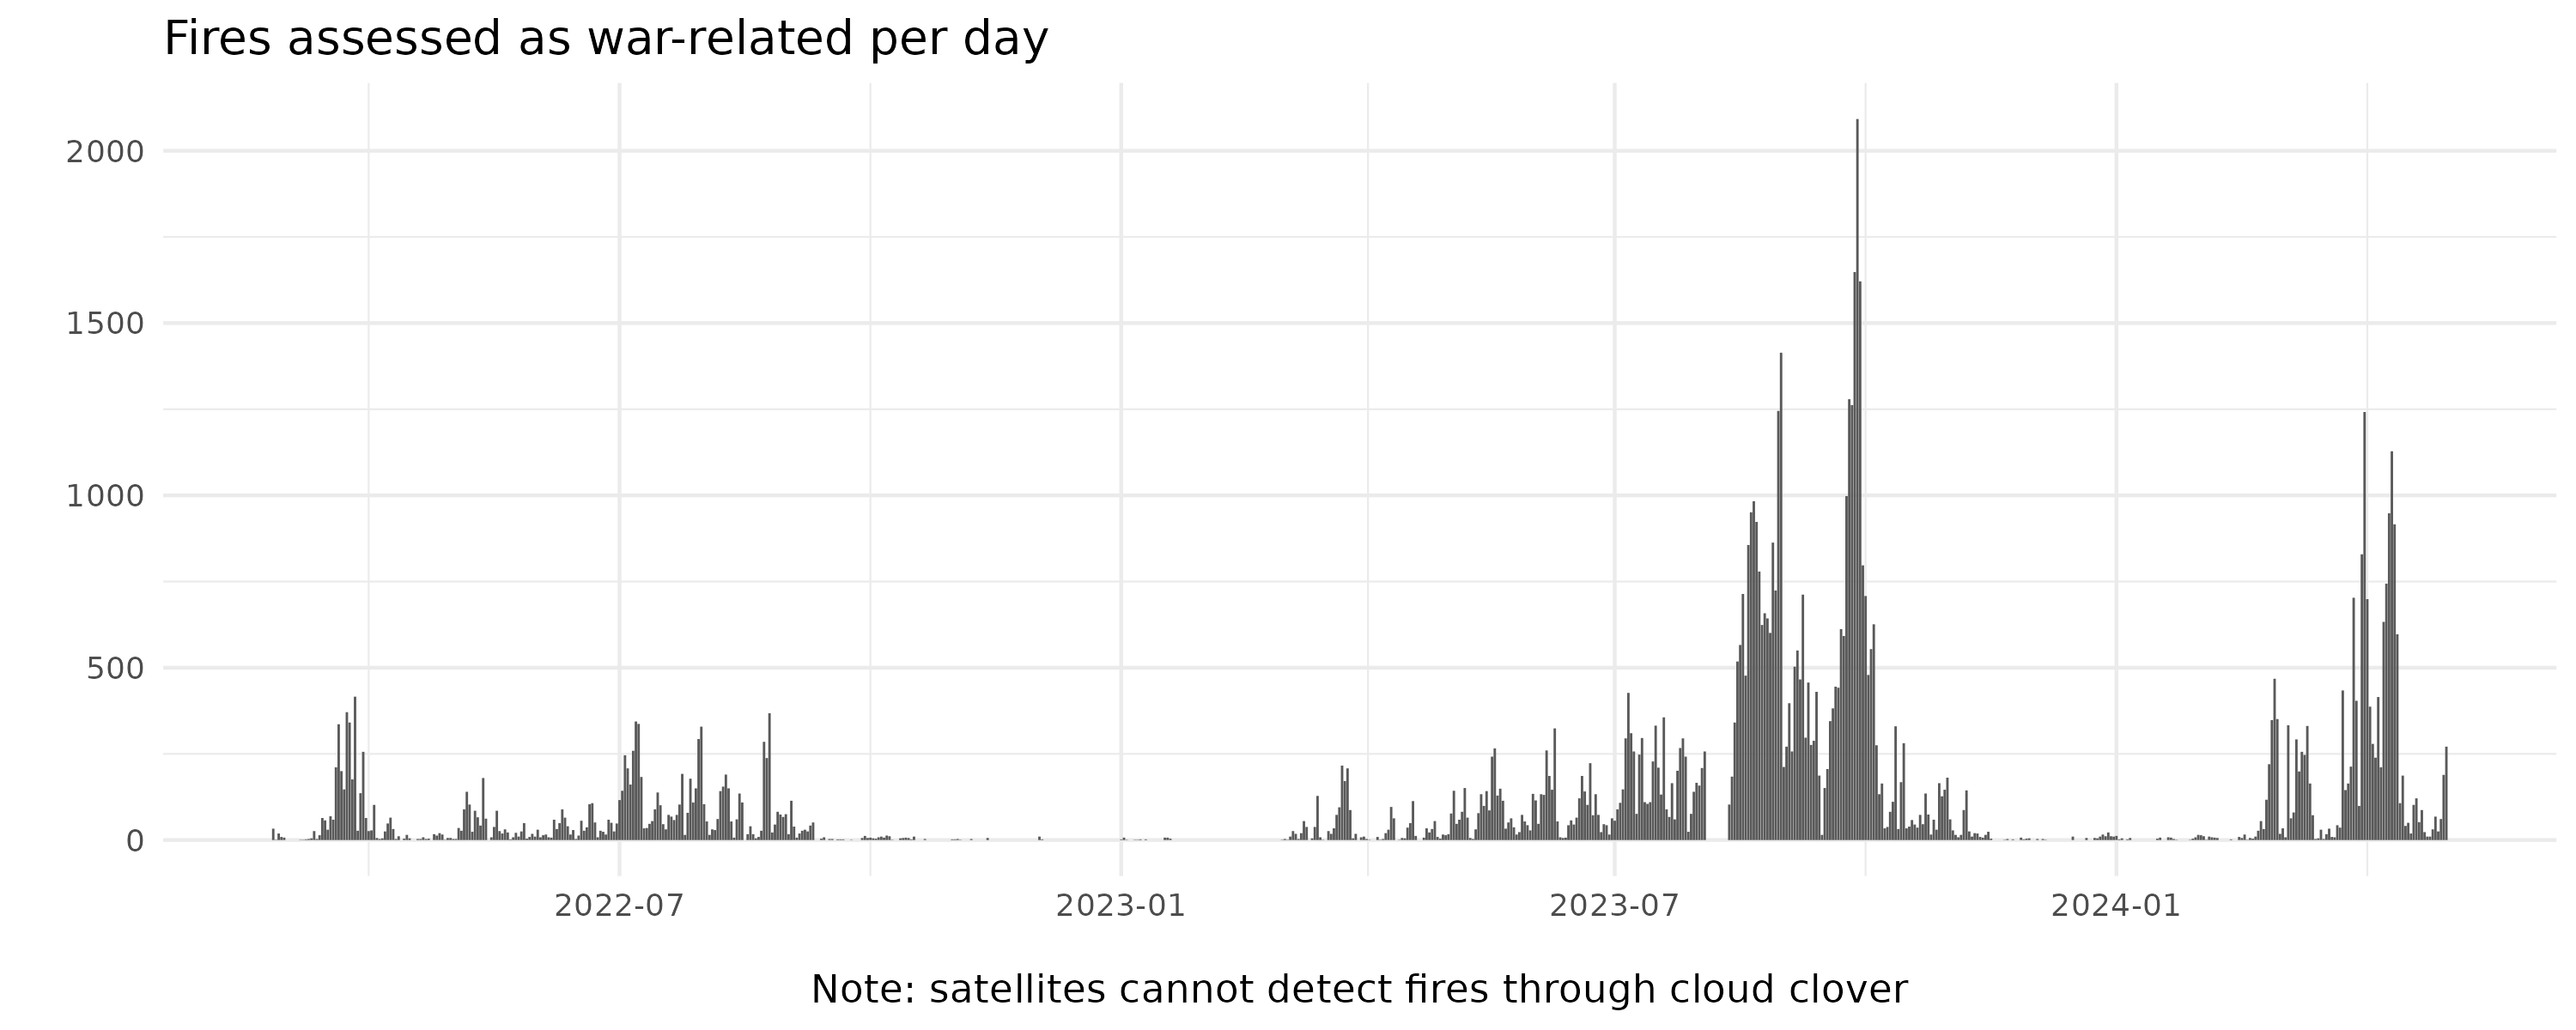 Fires assessed as war-related per day
2000
1500
1000
500
0
2022-07 2023-01 2023-07 2024-01
Note: satellites cannot detect fires through cloud clover